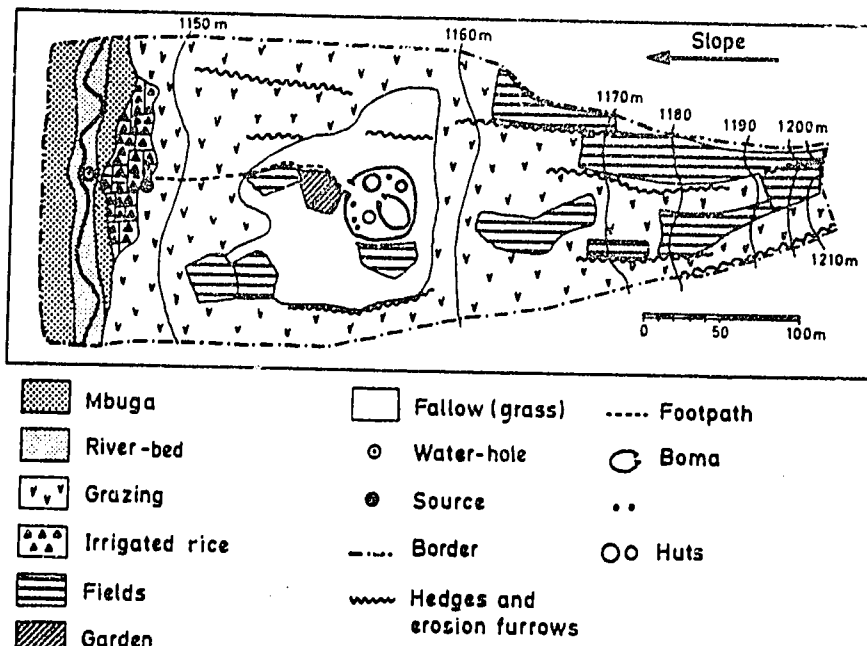 1150m
1160m
Slope
1170m
1180
1190
1200m
1210m
0 50 100m
Mbuga
River-bed
Grazing
Irrigated rice
Fields
Garden
Fallow (grass)
Water-hole
Source
Border
Hedges and
erosion furrows
Footpath
Boma
Huts